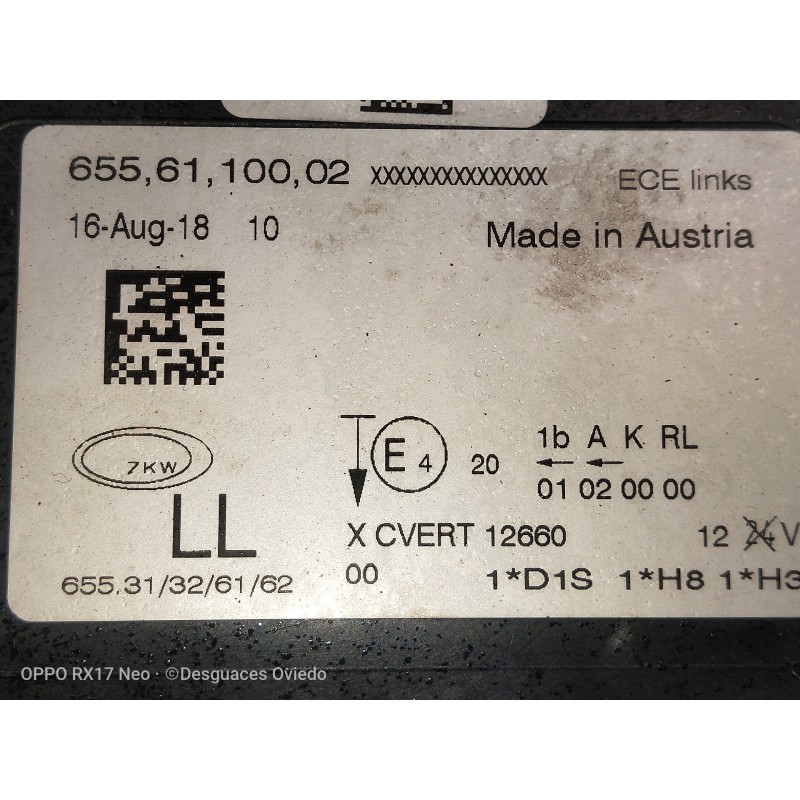 655,61,100,02 xxxxxxxxxxxxxxx ECE links
16-Aug-18 10
Made in Austria
7KW
LL
655.31/32/61/62
E 4 20
1b A K RL
← ←
01 02 00 00
X CVERT 12660
12 24 V
00
1*D1S 1*H8 1*H3
OPPO RX17 Neo · ©Desguaces Oviedo